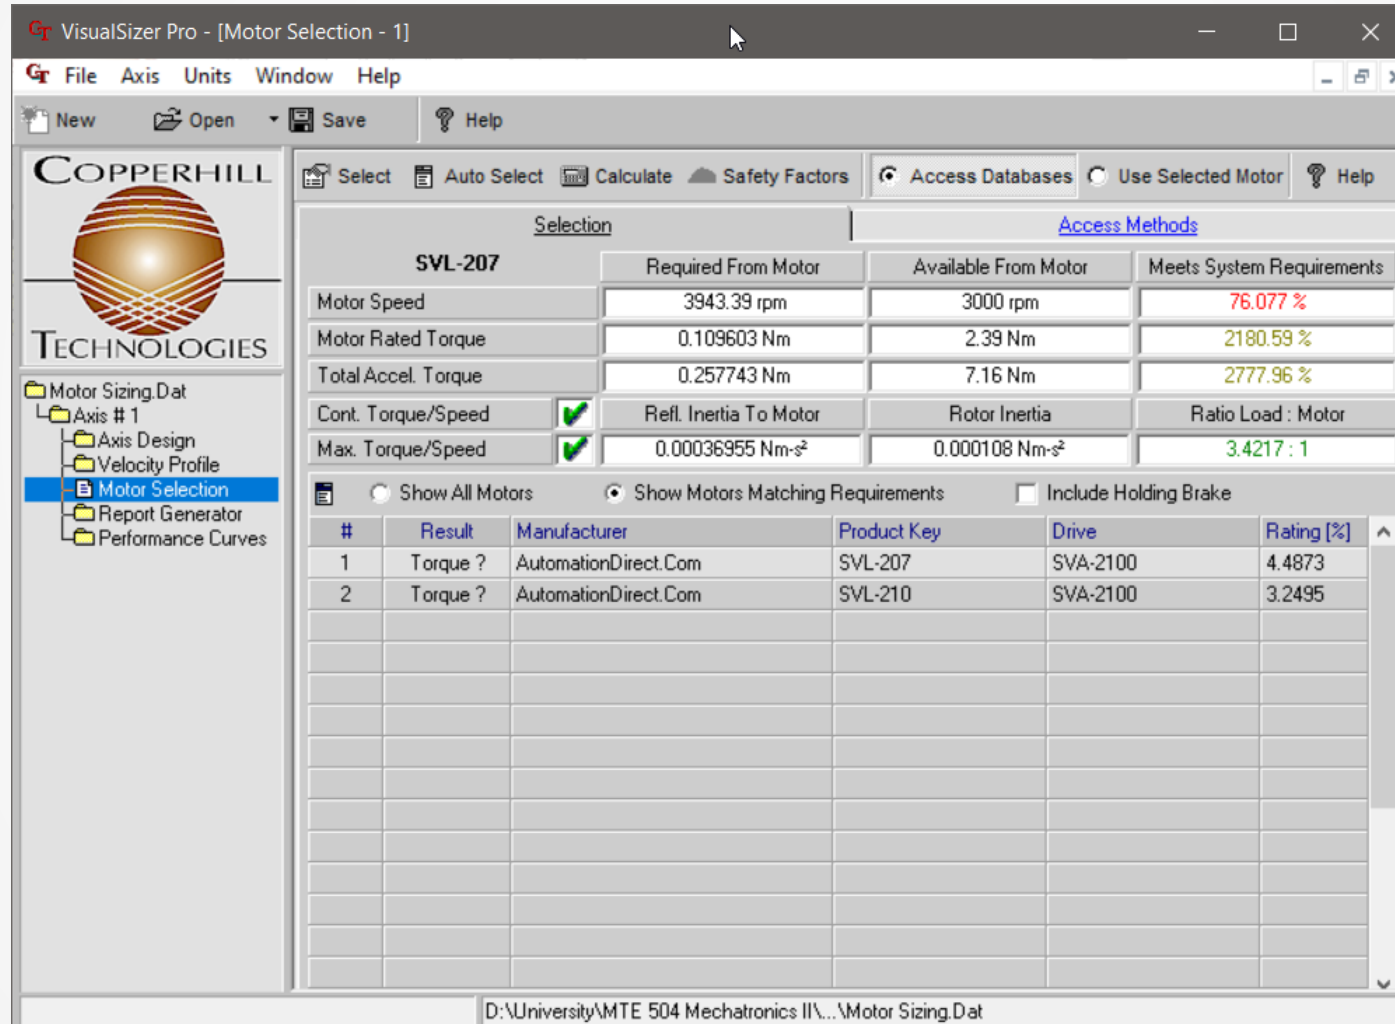 VisualSizer Pro - [Motor Selection - 1]
File Axis Units Window Help
New Open Save Help
COPPERHILL
TECHNOLOGIES
Motor Sizing.Dat
Axis # 1
Axis Design
Velocity Profile
Motor Selection
Report Generator
Performance Curves
Select Auto Select Calculate Safety Factors Access Databases Use Selected Motor Help
Selection Access Methods
SVL-207 Required From Motor Available From Motor Meets System Requirements
Motor Speed 3943.39 rpm 3000 rpm 76.077 %
Motor Rated Torque 0.109603 Nm 2.39 Nm 2180.59 %
Total Accel. Torque 0.257743 Nm 7.16 Nm 2777.96 %
Cont. Torque/Speed Refl. Inertia To Motor Rotor Inertia Ratio Load : Motor
Max. Torque/Speed 0.00036955 Nm-s² 0.000108 Nm-s² 3.4217 : 1
Show All Motors Show Motors Matching Requirements Include Holding Brake
# Result Manufacturer Product Key Drive Rating [%]
1 Torque ? AutomationDirect.Com SVL-207 SVA-2100 4.4873
2 Torque ? AutomationDirect.Com SVL-210 SVA-2100 3.2495
D:\University\MTE 504 Mechatronics II\...\Motor Sizing.Dat